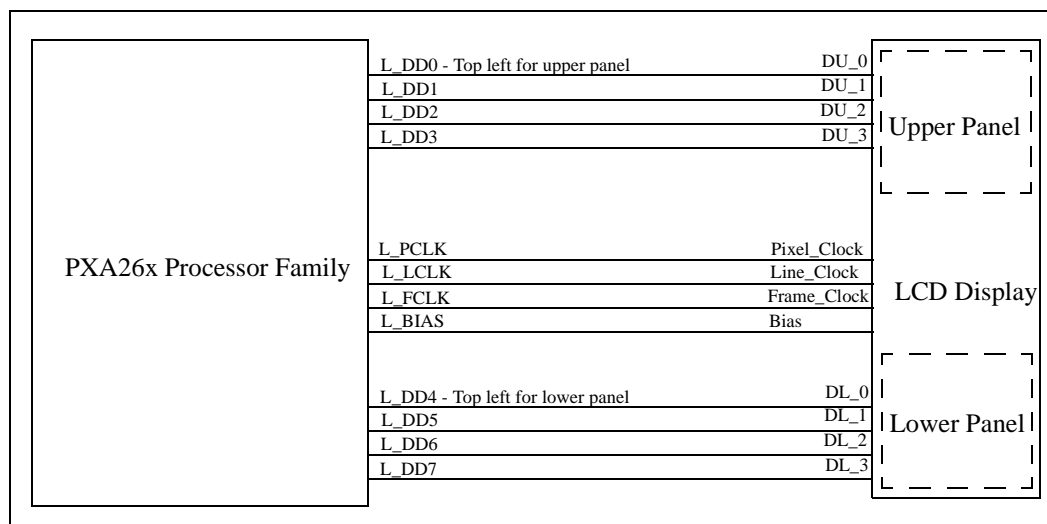 L_DD0 - Top left for upper panel DU_0
L_DD1 DU_1
L_DD2 DU_2
L_DD3 DU_3
Upper Panel
PXA26x Processor Family
L_PCLK Pixel_Clock
L_LCLK Line_Clock
L_FCLK Frame_Clock
L_BIAS Bias
LCD Display
L_DD4 - Top left for lower panel DL_0
L_DD5 DL_1
L_DD6 DL_2
L_DD7 DL_3
Lower Panel